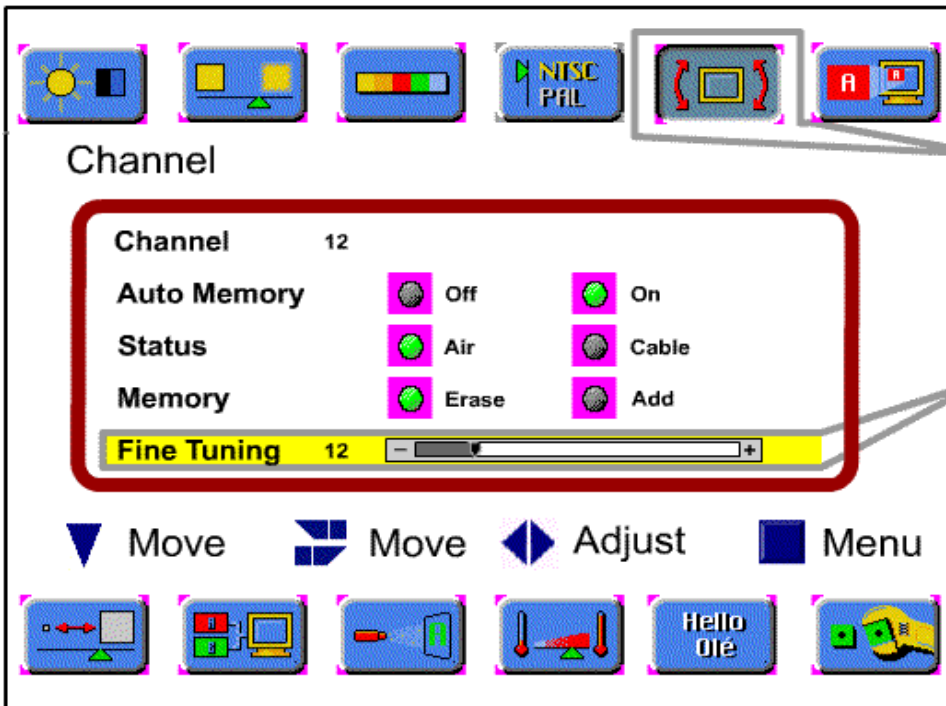 NTSC
PAL
A
A
Channel
Channel 12
Auto Memory Off On
Status Air Cable
Memory Erase Add
Fine Tuning 12 - +
Move Move Adjust Menu
A
A
Hello
Olé